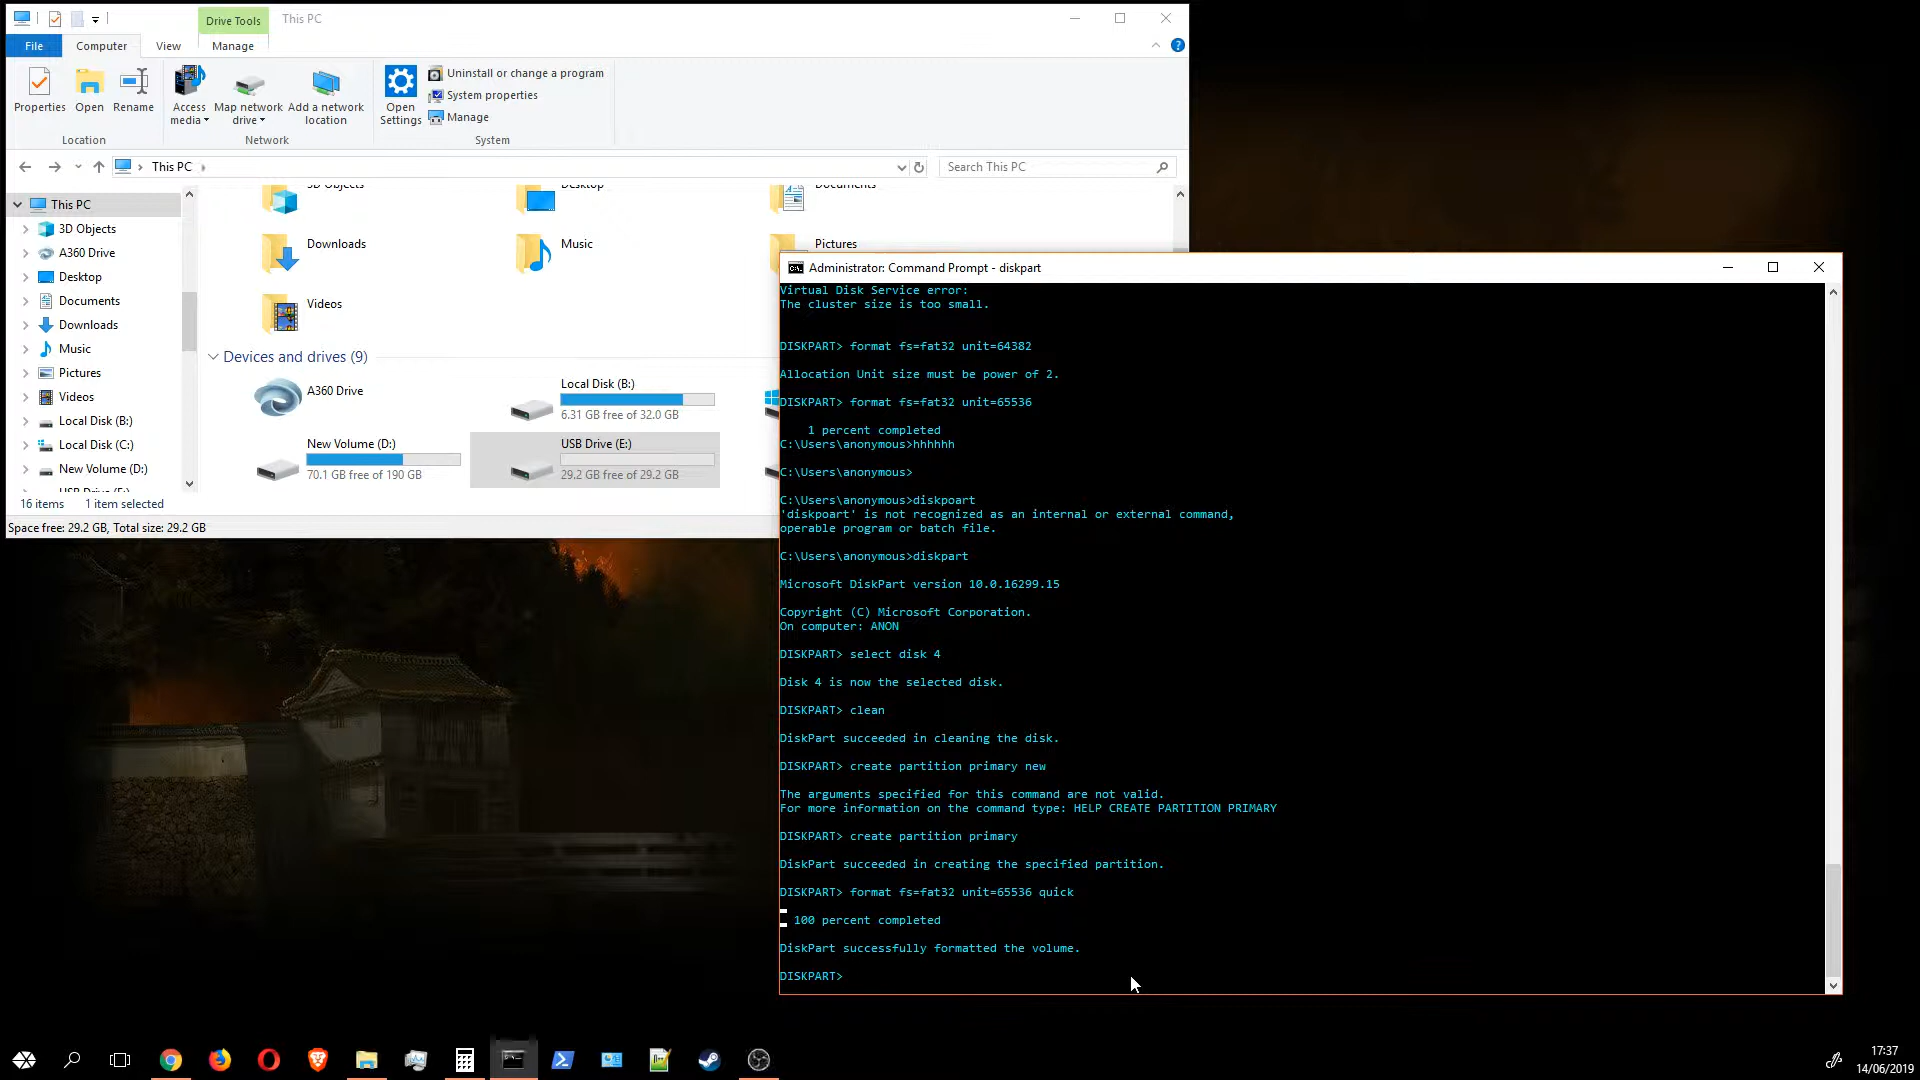 Drive Tools
This PC
File
Computer
View
Manage
Properties
Open
Rename
Access media
Map network drive
Add a network location
Open Settings
Uninstall or change a program
System properties
Manage
Location
Network
System
This PC
Search This PC
This PC
3D Objects
A360 Drive
Desktop
Documents
Downloads
Music
Pictures
Videos
Local Disk (B:)
Local Disk (C:)
New Volume (D:)
USB Drive (E:)
3D Objects
Desktop
Documents
Downloads
Music
Pictures
Videos
Devices and drives (9)
A360 Drive
Local Disk (B:)
6.31 GB free of 32.0 GB
New Volume (D:)
70.1 GB free of 190 GB
USB Drive (E:)
29.2 GB free of 29.2 GB
16 items
1 item selected
Space free: 29.2 GB, Total size: 29.2 GB
Administrator: Command Prompt - diskpart
Virtual Disk Service error:
The cluster size is too small.
DISKPART> format fs=fat32 unit=64382
Allocation Unit size must be power of 2.
DISKPART> format fs=fat32 unit=65536
1 percent completed
C:\Users\anonymous>hhhhhh
C:\Users\anonymous>
C:\Users\anonymous>diskpoart
'diskpoart' is not recognized as an internal or external command,
operable program or batch file.
C:\Users\anonymous>diskpart
Microsoft DiskPart version 10.0.16299.15
Copyright (C) Microsoft Corporation.
On computer: ANON
DISKPART> select disk 4
Disk 4 is now the selected disk.
DISKPART> clean
DiskPart succeeded in cleaning the disk.
DISKPART> create partition primary new
The arguments specified for this command are not valid.
For more information on the command type: HELP CREATE PARTITION PRIMARY
DISKPART> create partition primary
DiskPart succeeded in creating the specified partition.
DISKPART> format fs=fat32 unit=65536 quick
100 percent completed
DiskPart successfully formatted the volume.
DISKPART>
17:37
14/06/2019